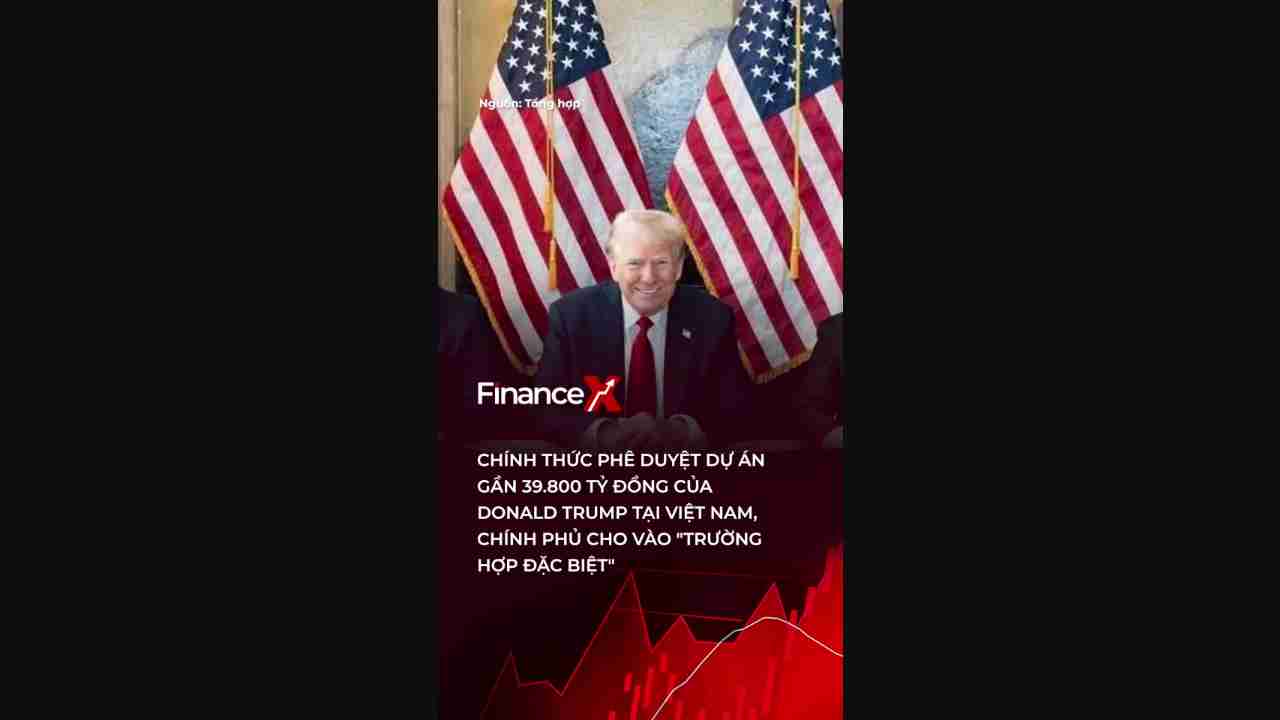 Nguồn: Tổng hợp
FinanceX
CHÍNH THỨC PHÊ DUYỆT DỰ ÁN
GẦN 39.800 TỶ ĐỒNG CỦA
DONALD TRUMP TẠI VIỆT NAM,
CHÍNH PHỦ CHO VÀO "TRƯỜNG
HỢP ĐẶC BIỆT"